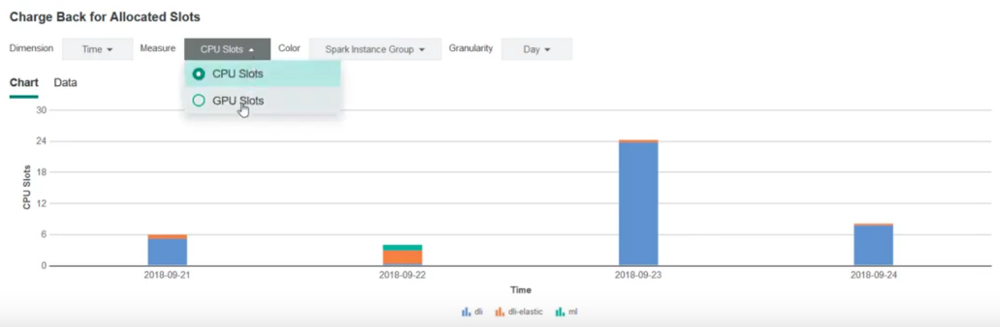 Charge Back for Allocated Slots
Dimension Time Measure CPU Slots Color Spark Instance Group Granularity Day
CPU Slots
GPU Slots
Chart Data
30
24
18
12
6
0
CPU Slots
2018-09-21 2018-09-22 2018-09-23 2018-09-24
Time
dli dli-elastic ml